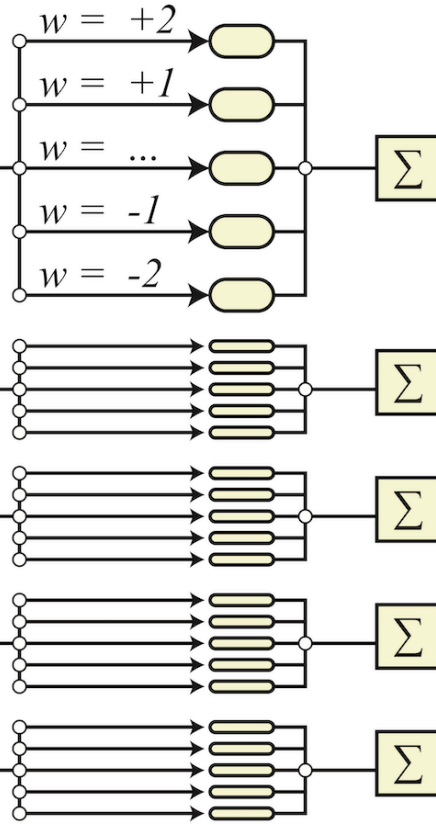 w = +2
w = +1
w = ...
Σ
w = -1
w = -2
Σ
Σ
Σ
Σ